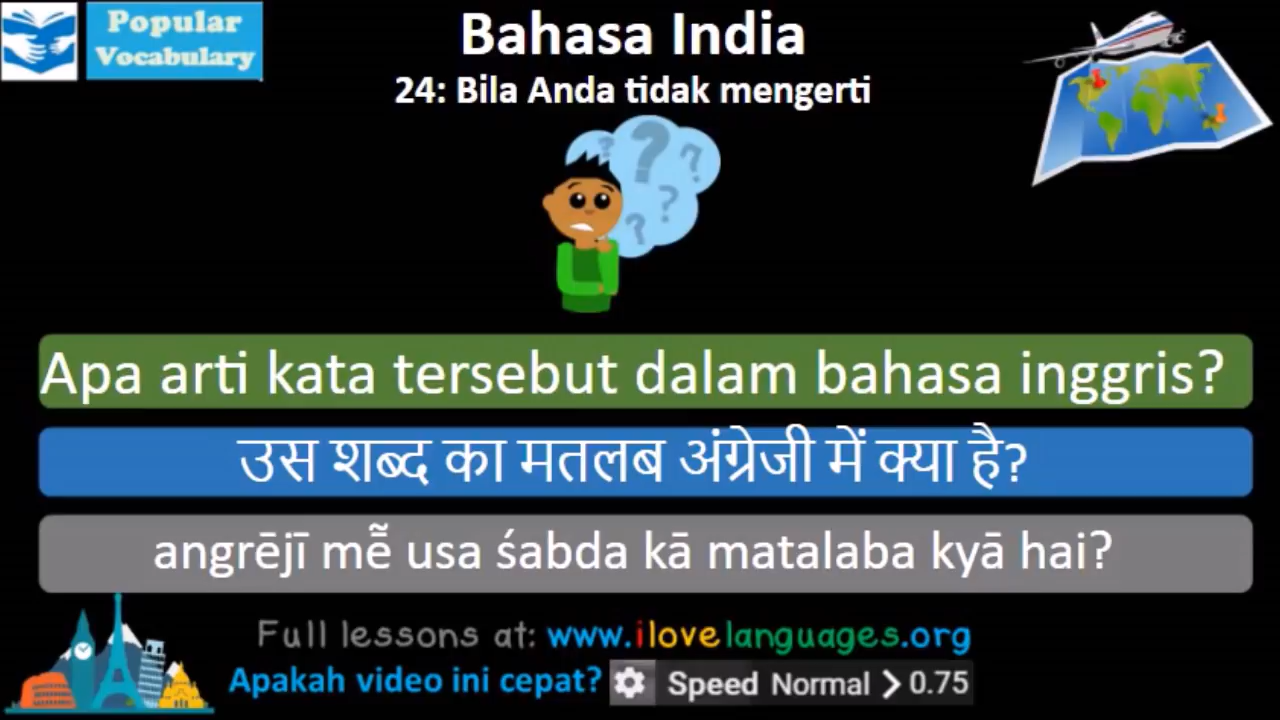 Popular
Vocabulary
Bahasa India
24: Bila Anda tidak mengerti
Apa arti kata tersebut dalam bahasa inggris?
उस शब्द का मतलब अंग्रेजी में क्या है?
angrējī mē̃ usa śabda kā matalaba kyā hai?
Full lessons at: www.ilovelanguages.org
Apakah video ini cepat? Speed Normal > 0.75